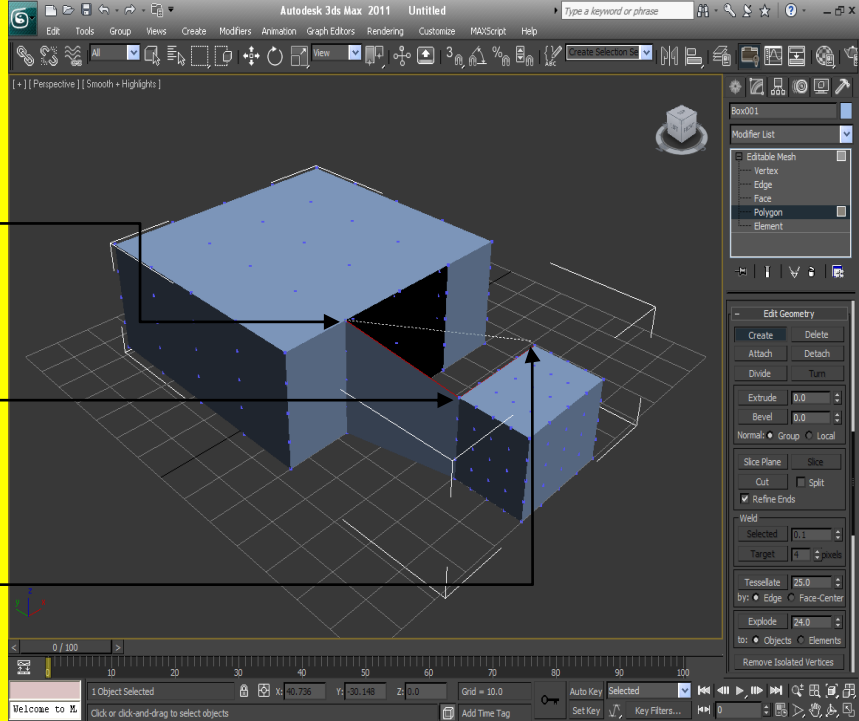 Autodesk 3ds Max 2011 Untitled Type a keyword or phrase
Edit Tools Group Views Create Modifiers Animation Graph Editors Rendering Customize MAXScript Help
All View 3 Create Selection Se
[ + ] [ Perspective ] [ Smooth + Highlights ]
Box001
Modifier List
Editable Mesh
Vertex
Edge
Face
Polygon
Element
Edit Geometry
Create Delete
Attach Detach
Divide Turn
Extrude 0.0
Bevel 0.0
Normal: Group Local
Slice Plane Slice
Cut Split
Refine Ends
Weld
Selected 0.1
Target 4 pixels
Tessellate 25.0
by: Edge Face-Center
Explode 24.0
to: Objects Elements
Remove Isolated Vertices
z
y
x
< 0 / 100 >
0 10 20 30 40 50 60 70 80 90 100
1 Object Selected X: 40.736 Y: -30.148 Z: 0.0 Grid = 10.0 Auto Key Selected
Welcome to M Click or click-and-drag to select objects Add Time Tag Set Key Key Filters... 0